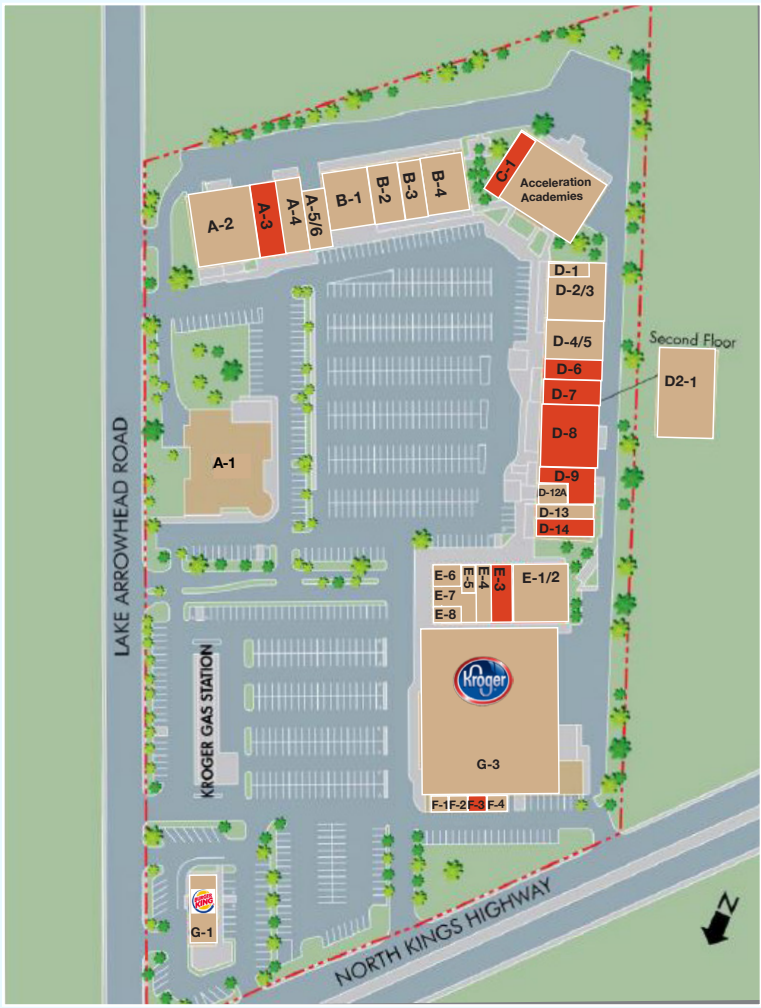 C-1
Acceleration
Academies
A-2
A-3
A-4
A-5/6
B-1
B-2
B-3
B-4
D-1
D-2/3
D-4/5
D-6
D-7
D-8
D-9
D-12A
D-13
D-14
Second Floor
D2-1
A-1
LAKE ARROWHEAD ROAD
E-6
E-5
E-4
E-3
E-1/2
E-7
E-8
Kroger
G-3
KROGER GAS STATION
F-1
F-2
F-3
F-4
BURGER
KING
G-1
NORTH KINGS HIGHWAY
N